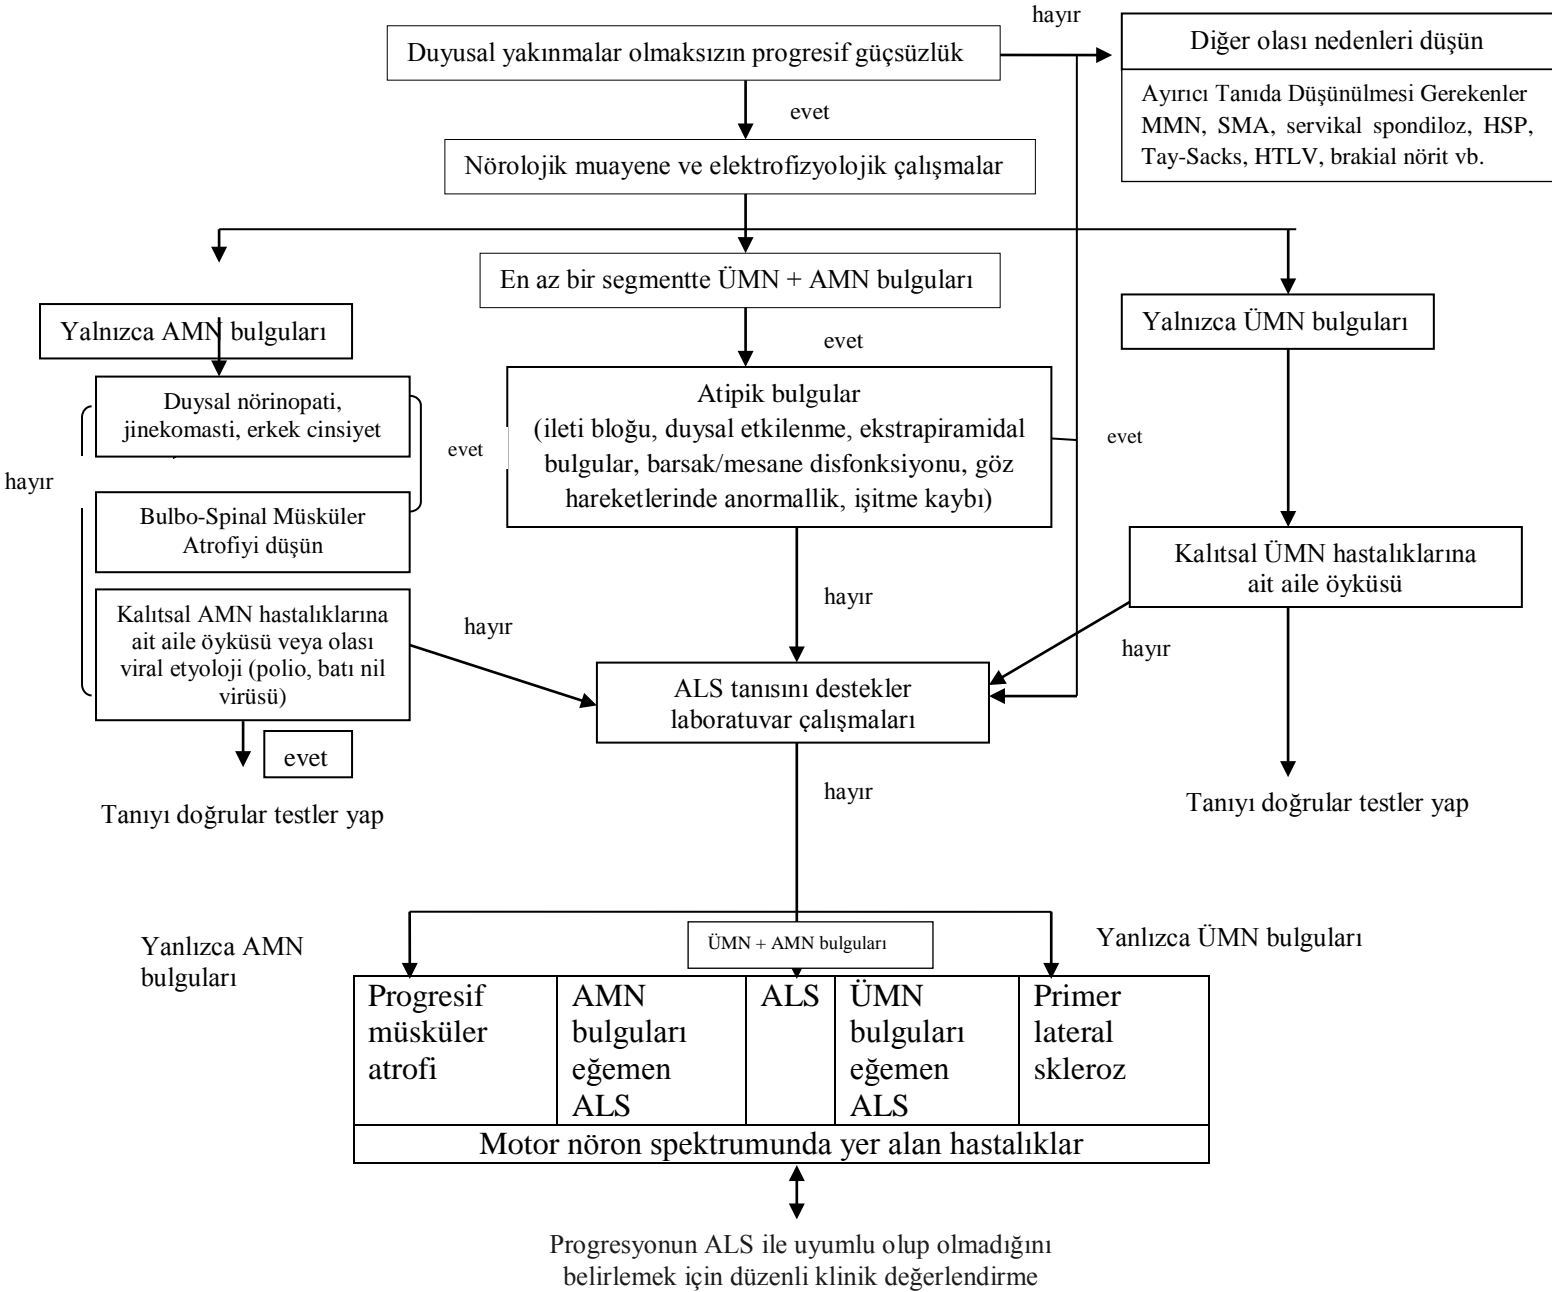 hayır
Duyusal yakınmalar olmaksızın progresif güçsüzlük
Diğer olası nedenleri düşün
Ayırıcı Tanıda Düşünülmesi Gerekenler
MMN, SMA, servikal spondiloz, HSP,
Tay-Sacks, HTLV, brakial nörit vb.
evet
Nörolojik muayene ve elektrofizyolojik çalışmalar
En az bir segmentte ÜMN + AMN bulguları
Yalnızca AMN bulguları
Yalnızca ÜMN bulguları
evet
Duysal nörinopati,
jinekomasti, erkek cinsiyet
evet
hayır
Bulbo-Spinal Müsküler
Atrofiyi düşün
Kalıtsal AMN hastalıklarına
ait aile öyküsü veya olası
viral etyoloji (polio, batı nil
virüsü)
evet
Tanıyı doğrular testler yap
Atipik bulgular
(ileti bloğu, duysal etkilenme, ekstrapiramidal
bulgular, barsak/mesane disfonksiyonu, göz
hareketlerinde anormallik, işitme kaybı)
evet
hayır
hayır
Kalıtsal ÜMN hastalıklarına
ait aile öyküsü
hayır
ALS tanısını destekler
laboratuvar çalışmaları
hayır
Tanıyı doğrular testler yap
Yanlızca AMN
bulguları
ÜMN + AMN bulguları
Yanlızca ÜMN bulguları
Progresif
müsküler
atrofi
AMN
bulguları
eğemen
ALS
ALS
ÜMN
bulguları
eğemen
ALS
Primer
lateral
skleroz
Motor nöron spektrumunda yer alan hastalıklar
Progresyonun ALS ile uyumlu olup olmadığını
belirlemek için düzenli klinik değerlendirme